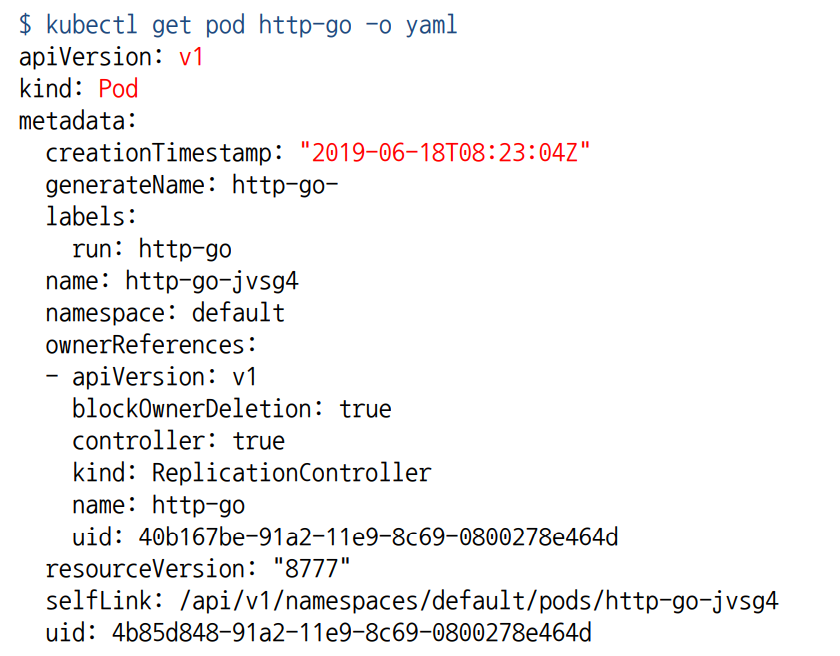 $ kubectl get pod http-go -o yaml
apiVersion: v1
kind: Pod
metadata:
  creationTimestamp: "2019-06-18T08:23:04Z"
  generateName: http-go-
  labels:
    run: http-go
  name: http-go-jvsg4
  namespace: default
  ownerReferences:
  - apiVersion: v1
    blockOwnerDeletion: true
    controller: true
    kind: ReplicationController
    name: http-go
    uid: 40b167be-91a2-11e9-8c69-0800278e464d
  resourceVersion: "8777"
  selfLink: /api/v1/namespaces/default/pods/http-go-jvsg4
  uid: 4b85d848-91a2-11e9-8c69-0800278e464d